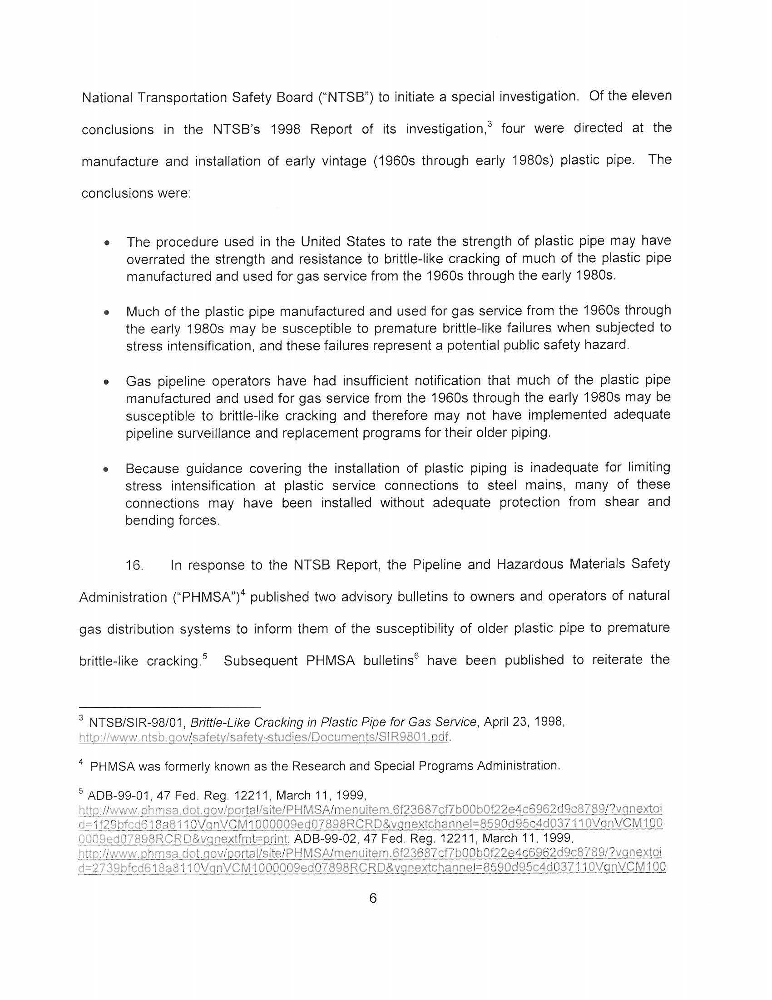 National Transportation Safety Board (“NTSB”) to initiate a special investigation. Of the eleven
conclusions in the NTSB’s 1998 Report of its investigation,3 four were directed at the
manufacture and installation of early vintage (1960s through early 1980s) plastic pipe. The
conclusions were:
• The procedure used in the United States to rate the strength of plastic pipe may have
overrated the strength and resistance to brittle-like cracking of much of the plastic pipe
manufactured and used for gas service from the 1960s through the early 1980s.
• Much of the plastic pipe manufactured and used for gas service from the 1960s through
the early 1980s may be susceptible to premature brittle-like failures when subjected to
stress intensification, and these failures represent a potential public safety hazard.
• Gas pipeline operators have had insufficient notification that much of the plastic pipe
manufactured and used for gas service from the 1960s through the early 1980s may be
susceptible to brittle-like cracking and therefore may not have implemented adequate
pipeline surveillance and replacement programs for their older piping.
• Because guidance covering the installation of plastic piping is inadequate for limiting
stress intensification at plastic service connections to steel mains, many of these
connections may have been installed without adequate protection from shear and
bending forces.
16. In response to the NTSB Report, the Pipeline and Hazardous Materials Safety
Administration (“PHMSA”)4 published two advisory bulletins to owners and operators of natural
gas distribution systems to inform them of the susceptibility of older plastic pipe to premature
brittle-like cracking.5 Subsequent PHMSA bulletins6 have been published to reiterate the
3 NTSB/SIR-98/01, Brittle-Like Cracking in Plastic Pipe for Gas Service, April 23, 1998,
http://www.ntsb.gov/safety/safety-studies/Documents/SIR9801.pdf.
4 PHMSA was formerly known as the Research and Special Programs Administration.
5 ADB-99-01, 47 Fed. Reg. 12211, March 11, 1999,
http://www.phmsa.dot.gov/portal/site/PHMSA/menuitem.6f23687cf7b00b0f22e4c6962d9c8789/?vgnextoi
d=1f29bfcd618a8110VgnVCM1000009ed07898RCRD&vgnextchannel=8590d95c4d037110VgnVCM100
0009ed07898RCRD&vgnextfmt=print; ADB-99-02, 47 Fed. Reg. 12211, March 11, 1999,
http://www.phmsa.dot.gov/portal/site/PHMSA/menuitem.6f23687cf7b00b0f22e4c6962d9c8789/?vgnextoi
d=2739bfcd618a8110VgnVCM1000009ed07898RCRD&vgnextchannel=8590d95c4d037110VgnVCM100
6